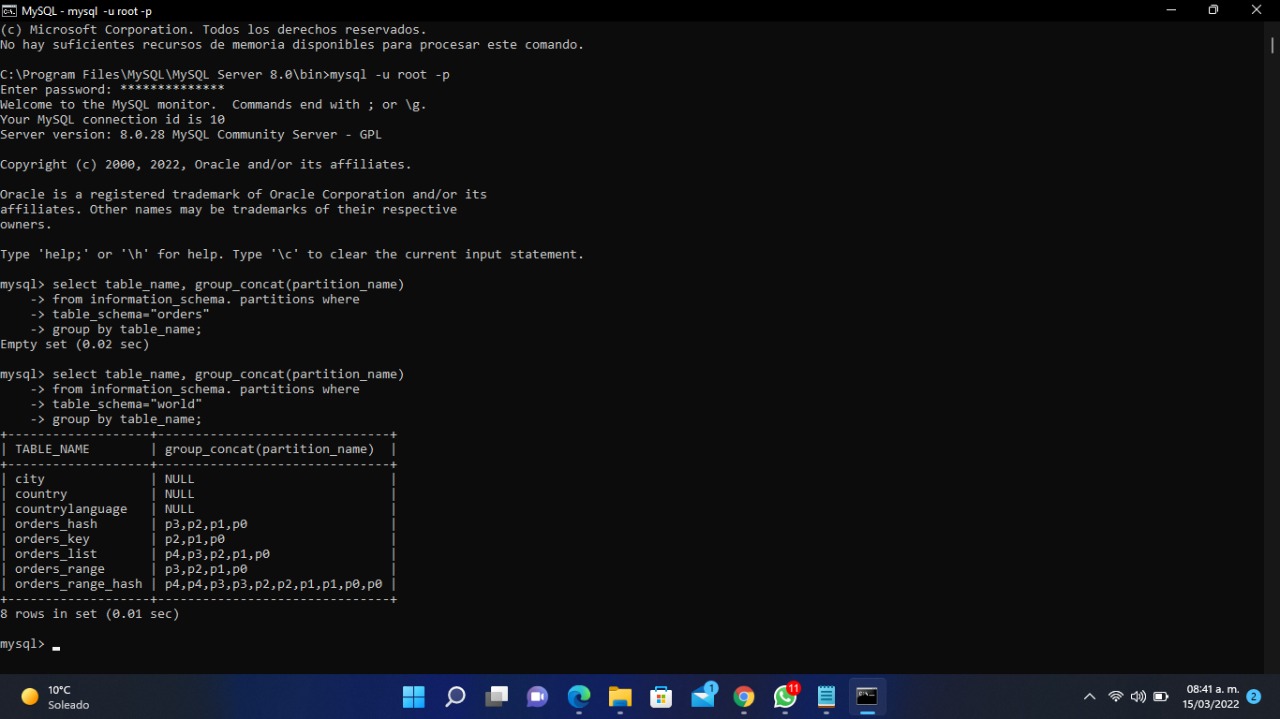 MySQL - mysql -u root -p
(c) Microsoft Corporation. Todos los derechos reservados.
No hay suficientes recursos de memoria disponibles para procesar este comando.
C:\Program Files\MySQL\MySQL Server 8.0\bin>mysql -u root -p
Enter password: **************
Welcome to the MySQL monitor.  Commands end with ; or \g.
Your MySQL connection id is 10
Server version: 8.0.28 MySQL Community Server - GPL
Copyright (c) 2000, 2022, Oracle and/or its affiliates.
Oracle is a registered trademark of Oracle Corporation and/or its
affiliates. Other names may be trademarks of their respective
owners.
Type 'help;' or '\h' for help. Type '\c' to clear the current input statement.
mysql> select table_name, group_concat(partition_name)
    -> from information_schema. partitions where
    -> table_schema="orders"
    -> group by table_name;
Empty set (0.02 sec)
mysql> select table_name, group_concat(partition_name)
    -> from information_schema. partitions where
    -> table_schema="world"
    -> group by table_name;
+-------------------+-------------------------------+
| TABLE_NAME        | group_concat(partition_name)  |
+-------------------+-------------------------------+
| city              | NULL                          |
| country           | NULL                          |
| countrylanguage   | NULL                          |
| orders_hash       | p3,p2,p1,p0                   |
| orders_key        | p2,p1,p0                      |
| orders_list       | p4,p3,p2,p1,p0                |
| orders_range      | p3,p2,p1,p0                   |
| orders_range_hash | p4,p4,p3,p3,p2,p2,p1,p1,p0,p0 |
+-------------------+-------------------------------+
8 rows in set (0.01 sec)
mysql>
10°C
Soleado
1
11
08:41 a. m.
15/03/2022
2